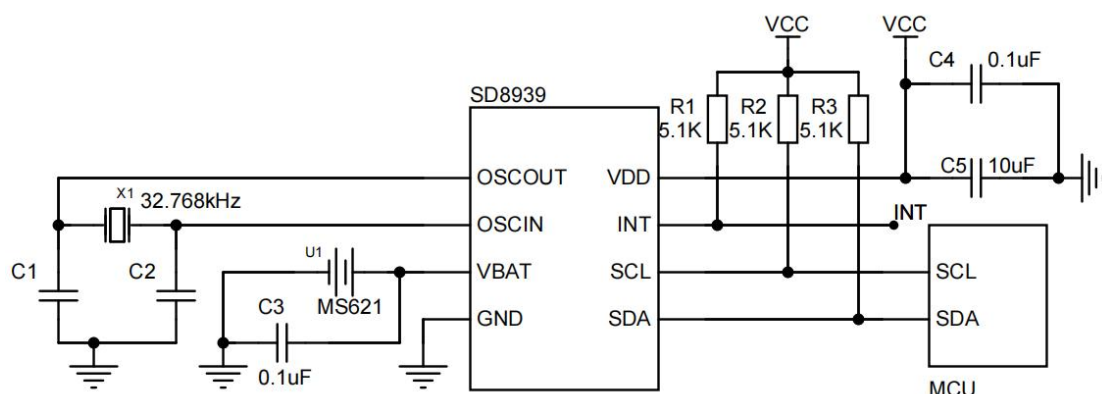 VCC
VCC
C4
0.1uF
SD8939
R1
5.1K
R2
5.1K
R3
5.1K
C5
10uF
OSCOUT
VDD
X1
32.768kHz
OSCIN
INT
INT
C1
C2
U1
MS621
VBAT
SCL
SCL
C3
0.1uF
GND
SDA
SDA
MCU